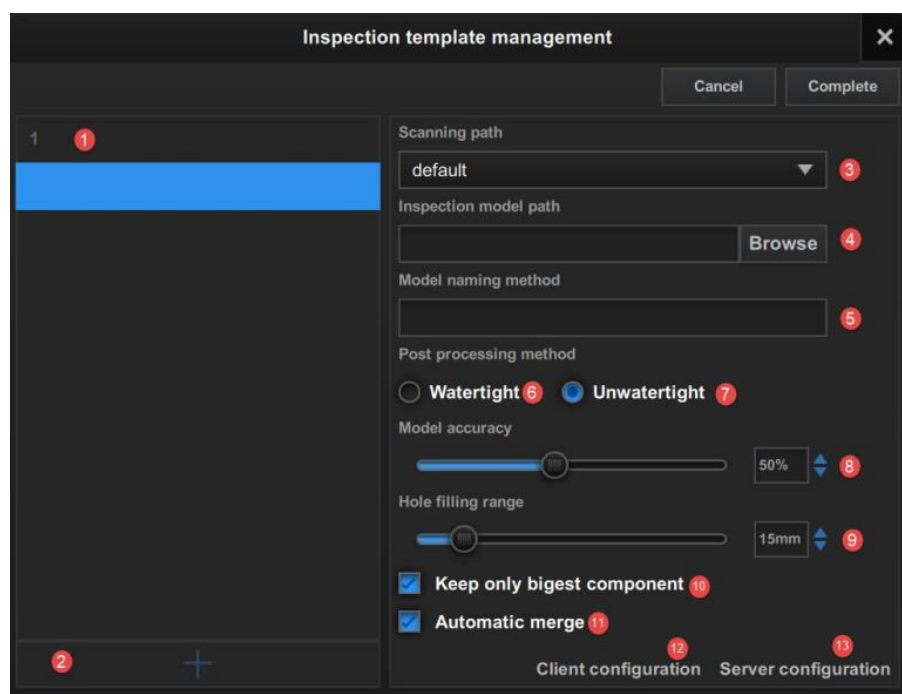 Inspection template management
Cancel Complete
1 1
Scanning path
default 3
Inspection model path
Browse 4
Model naming method
5
Post processing method
Watertight 6 Unwatertight 7
Model accuracy
50% 8
Hole filling range
15mm 9
Keep only bigest component 10
Automatic merge 11
2 12 13
Client configuration Server configuration